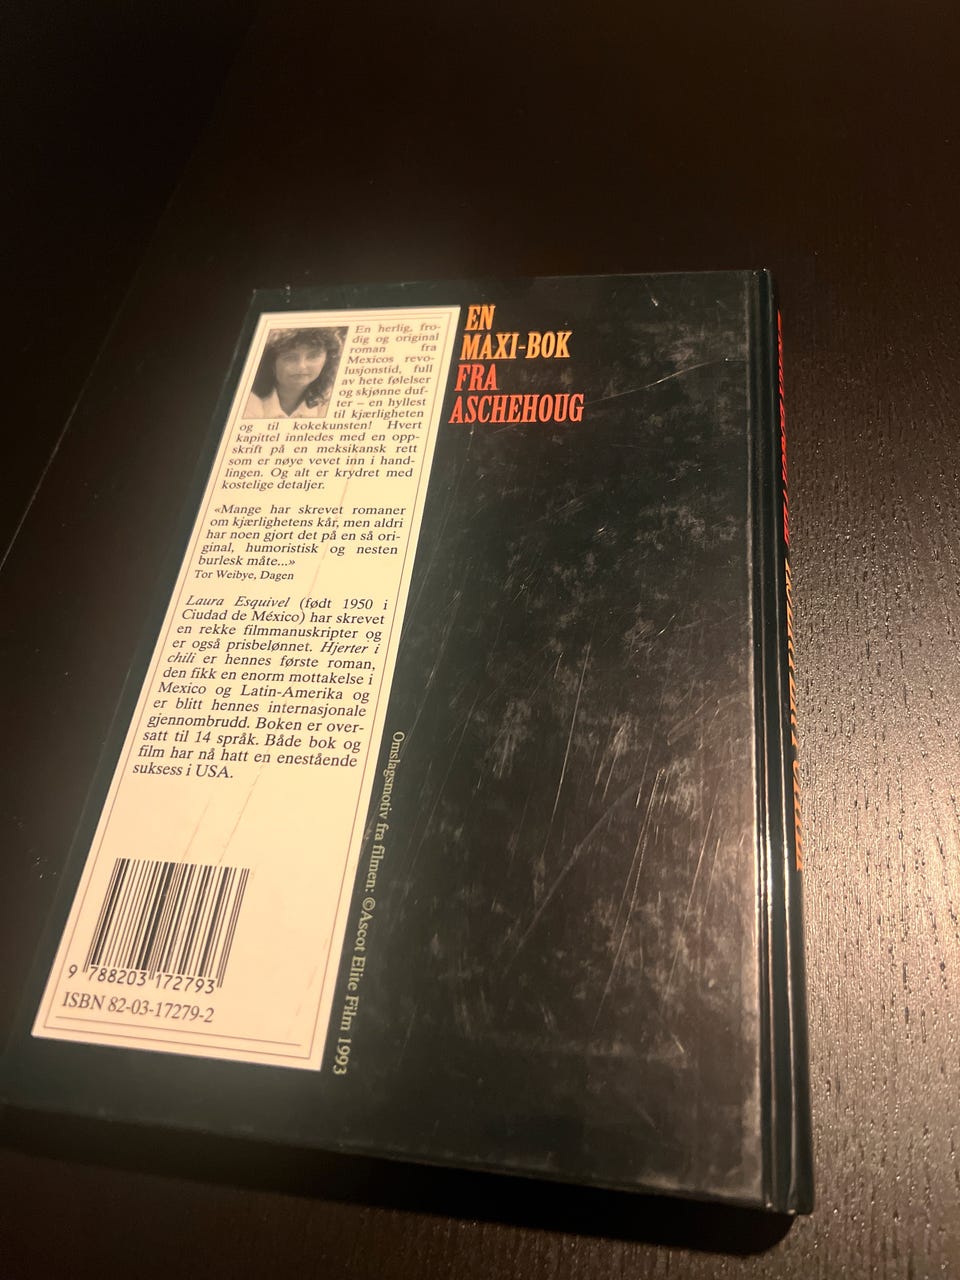 En herlig, fro-
dig og original
roman fra
Mexicos revo-
lusjonstid, full
av hete følelser
og skjønne duf-
ter – en hyllest
til kjærligheten
og til kokekunsten! Hvert
kapittel innledes med en opp-
skrift på en meksikansk rett
som er nøye vevet inn i hand-
lingen. Og alt er krydret med
kostelige detaljer.
«Mange har skrevet romaner
om kjærlighetens kår, men aldri
har noen gjort det på en så ori-
ginal, humoristisk og nesten
burlesk måte...»
Tor Weibye, Dagen
Laura Esquivel (født 1950 i
Ciudad de México) har skrevet
en rekke filmmanuskripter og
er også prisbelønnet. Hjerter i
chili er hennes første roman,
den fikk en enorm mottakelse i
Mexico og Latin-Amerika og
er blitt hennes internasjonale
gjennombrudd. Boken er over-
satt til 14 språk. Både bok og
film har nå hatt en enestående
suksess i USA.
9 788203 172793
ISBN 82-03-17279-2
EN
MAXI-BOK
FRA
ASCHEHOUG
Omslagsmotiv fra filmen: ©Ascot Elite Film 1993